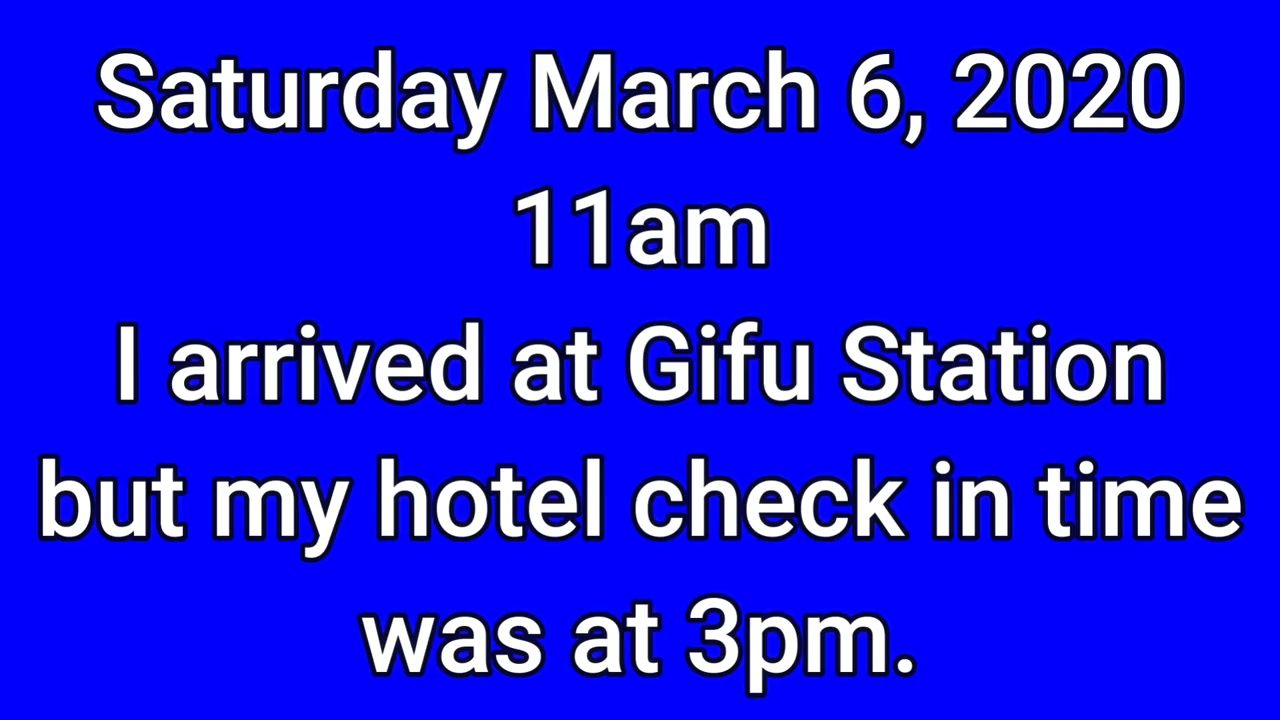 Saturday March 6, 2020
11am
I arrived at Gifu Station
but my hotel check in time
was at 3pm.